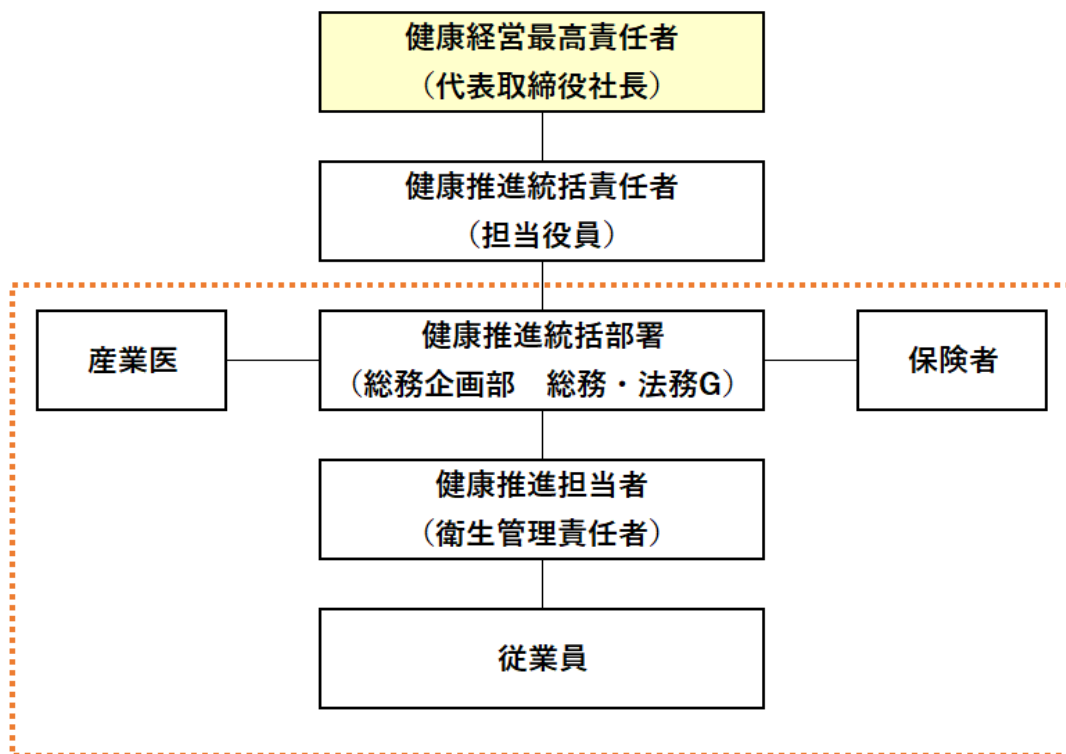 健康経営最高責任者
（代表取締役社長）
健康推進統括責任者
（担当役員）
産業医
健康推進統括部署
（総務企画部　総務・法務G）
保険者
健康推進担当者
（衛生管理責任者）
従業員